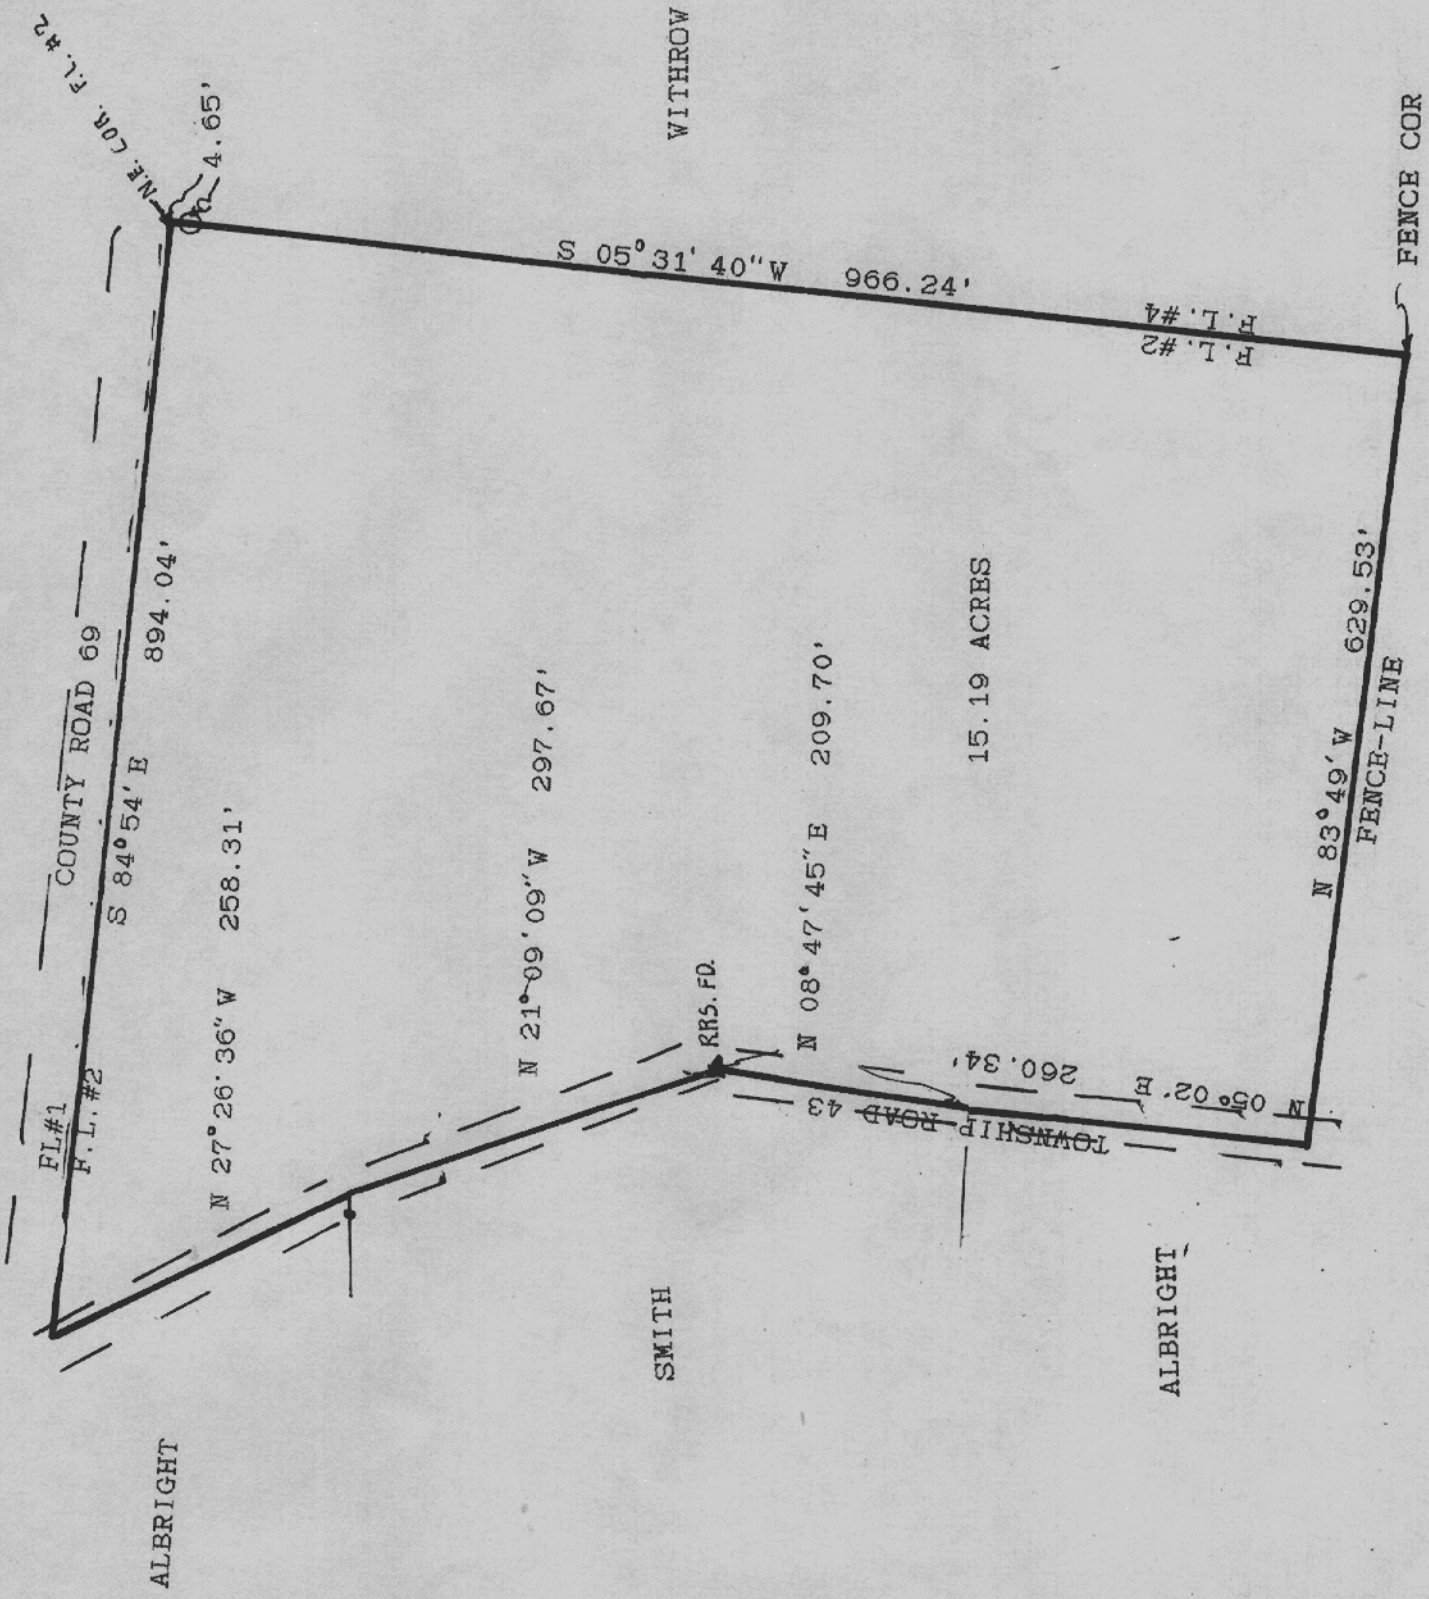 N.E. COR. F.L. #2
4.65'
WITHROW
COUNTY ROAD 69
S 84°54' E 894.04'
FL#1
F.L. #2
N 27°26'36" W 258.31'
S 05°31'40" W 966.24'
F.L. #4
F.L. #2
FENCE COR
N 21°09'09" W 297.67'
RRS. FD.
N 08°47'45" E 209.70'
15.19 ACRES
260.34'
N 05°02' E
TOWNSHIP ROAD 43
N 83°49' W 629.53'
FENCE-LINE
ALBRIGHT
SMITH
ALBRIGHT